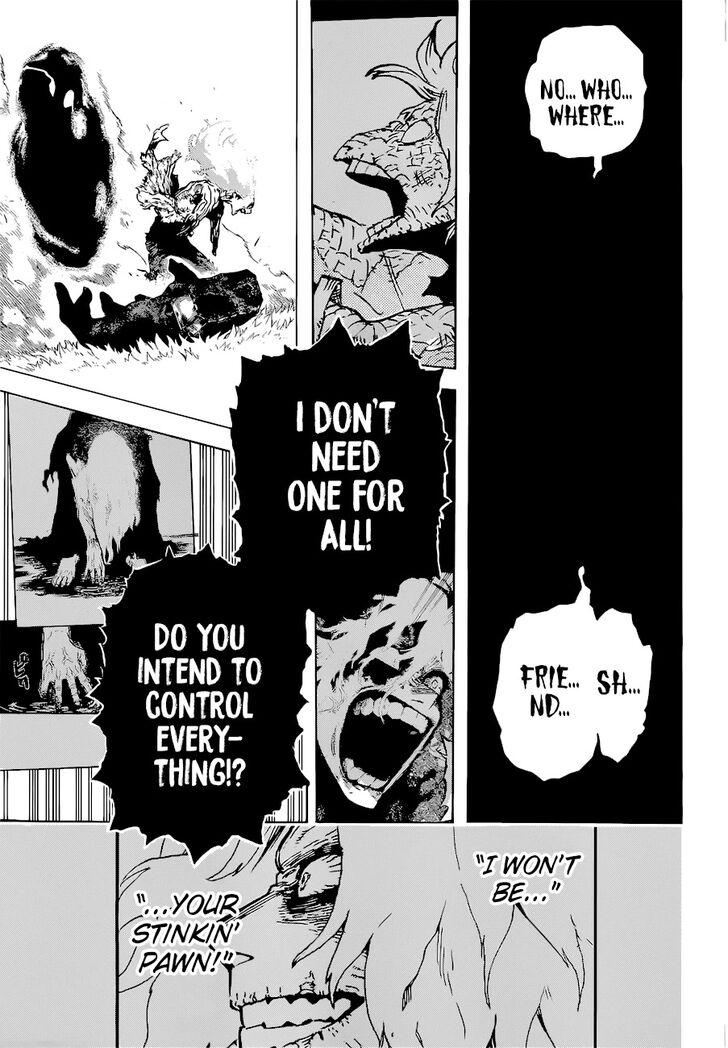 NO... WHO...
WHERE...
SH...
FRIE...
ND...
I DON'T
NEED
ONE FOR
ALL!
DO YOU
INTEND TO
CONTROL
EVERY-
THING!?
"I WON'T
BE..."
"...YOUR
STINKIN'
PAWN!"